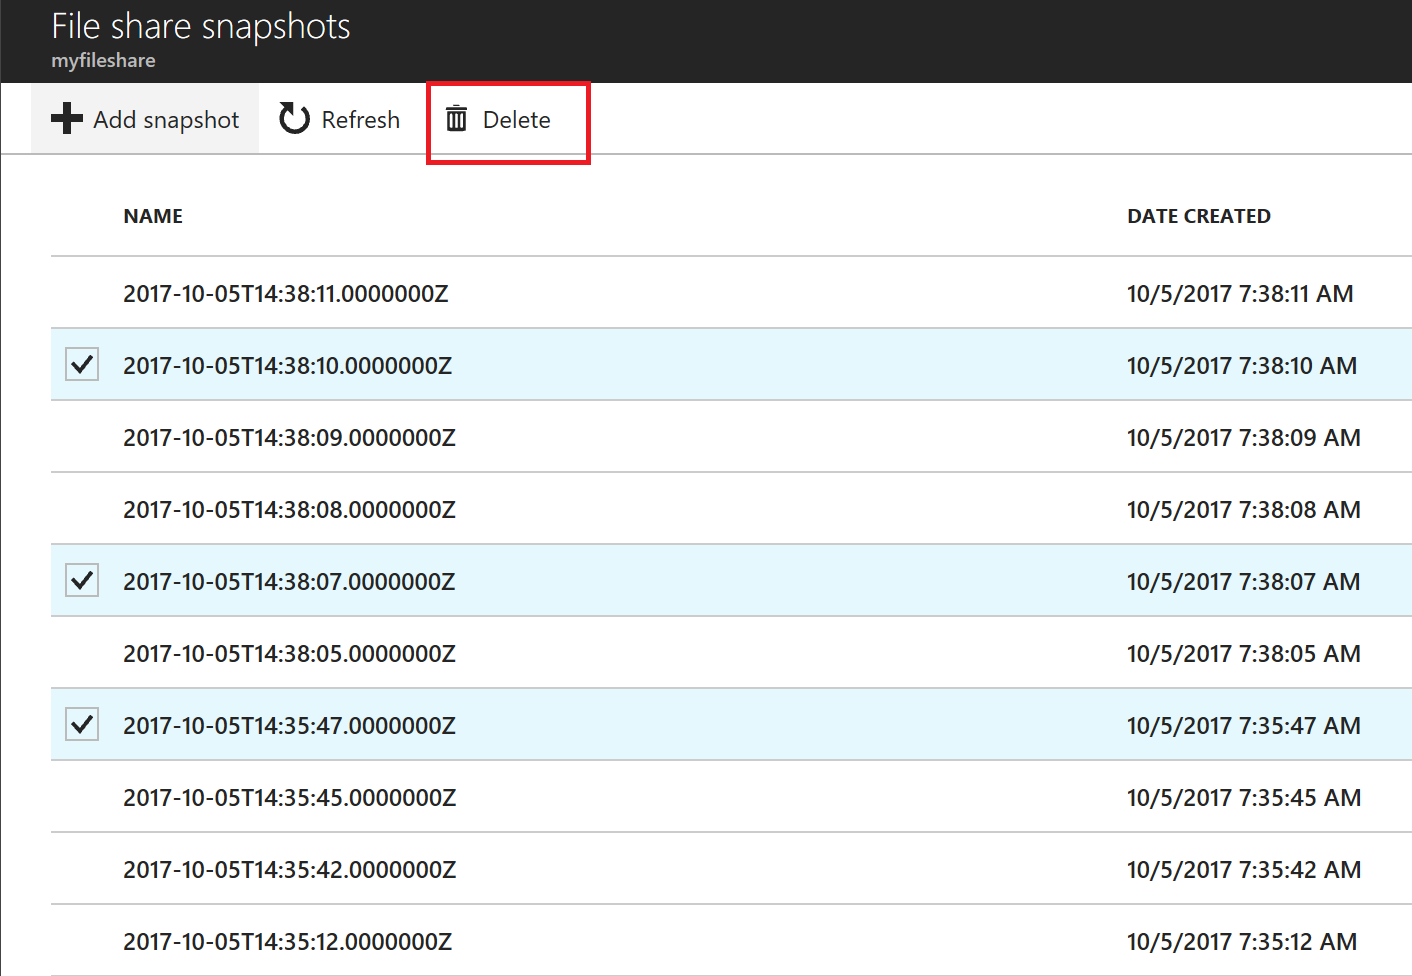 File share snapshots
myfileshare
Add snapshot Refresh Delete
NAME DATE CREATED
2017-10-05T14:38:11.0000000Z 10/5/2017 7:38:11 AM
2017-10-05T14:38:10.0000000Z 10/5/2017 7:38:10 AM
2017-10-05T14:38:09.0000000Z 10/5/2017 7:38:09 AM
2017-10-05T14:38:08.0000000Z 10/5/2017 7:38:08 AM
2017-10-05T14:38:07.0000000Z 10/5/2017 7:38:07 AM
2017-10-05T14:38:05.0000000Z 10/5/2017 7:38:05 AM
2017-10-05T14:35:47.0000000Z 10/5/2017 7:35:47 AM
2017-10-05T14:35:45.0000000Z 10/5/2017 7:35:45 AM
2017-10-05T14:35:42.0000000Z 10/5/2017 7:35:42 AM
2017-10-05T14:35:12.0000000Z 10/5/2017 7:35:12 AM